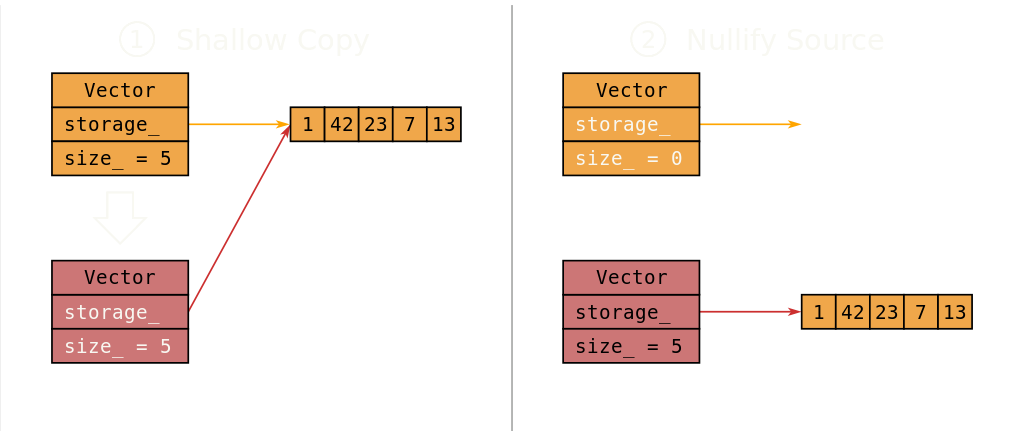 ① Shallow Copy
Vector
storage_
size_ = 5
1 42 23 7 13
Vector
storage_
size_ = 5
② Nullify Source
Vector
storage_
size_ = 0
Vector
storage_
size_ = 5
1 42 23 7 13